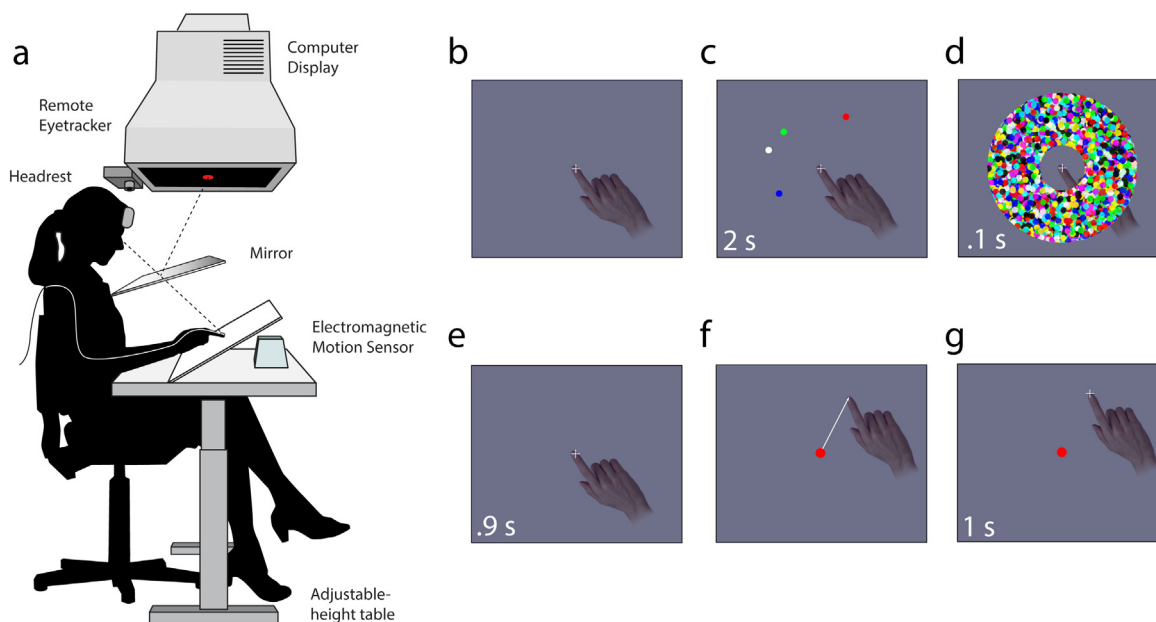 a
Computer
Display
Remote
Eyetracker
Headrest
Mirror
Electromagnetic
Motion Sensor
Adjustable-
height table
b
c
2 s
d
.1 s
e
.9 s
f
g
1 s